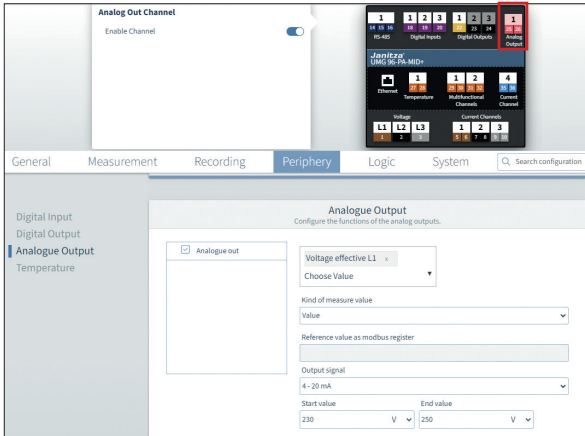 Analog Out Channel
Enable Channel
1 1 2 3 1 2 3 1
14 15 16 18 19 20 22 23 24 25 26
RS-485 Digital Inputs Digital Outputs Analog Output
Janitza®
UMG 96-PA-MID+
1 1 2 4
27 28 29 30 31 32 35 36
Ethernet Temperature Multifunctional Channels Current Channel
Voltage Current Channels
L1 L2 L3 1 2 3
1 2 3 5 6 7 8 9 10
General Measurement Recording Periphery Logic System Search configuration
Digital Input
Digital Output
Analogue Output
Temperature
Analogue Output
Configure the functions of the analog outputs.
Analogue out
Voltage effective L1 x
Choose Value
Kind of measure value
Value
Reference value as modbus register
Output signal
4 - 20 mA
Start value End value
230 V 250 V